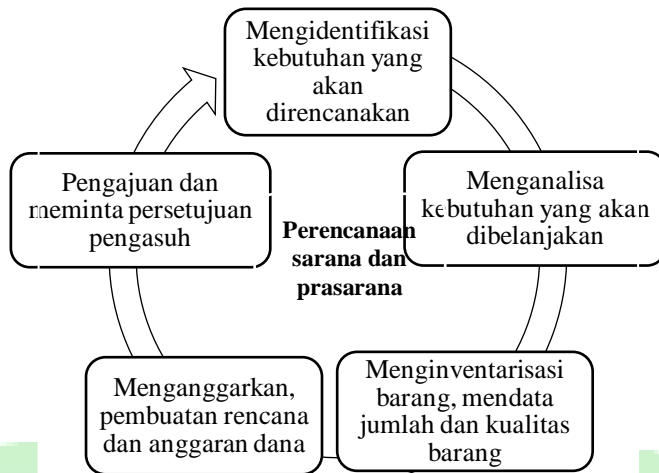 Mengidentifikasi
kebutuhan yang
akan
direncanakan
Menganalisa
kebutuhan yang akan
dibelanjakan
Menginventarisasi
barang, mendata
jumlah dan kualitas
barang
Menganggarkan,
pembuatan rencana
dan anggaran dana
Pengajuan dan
meminta persetujuan
pengasuh
Perencanaan
sarana dan
prasarana